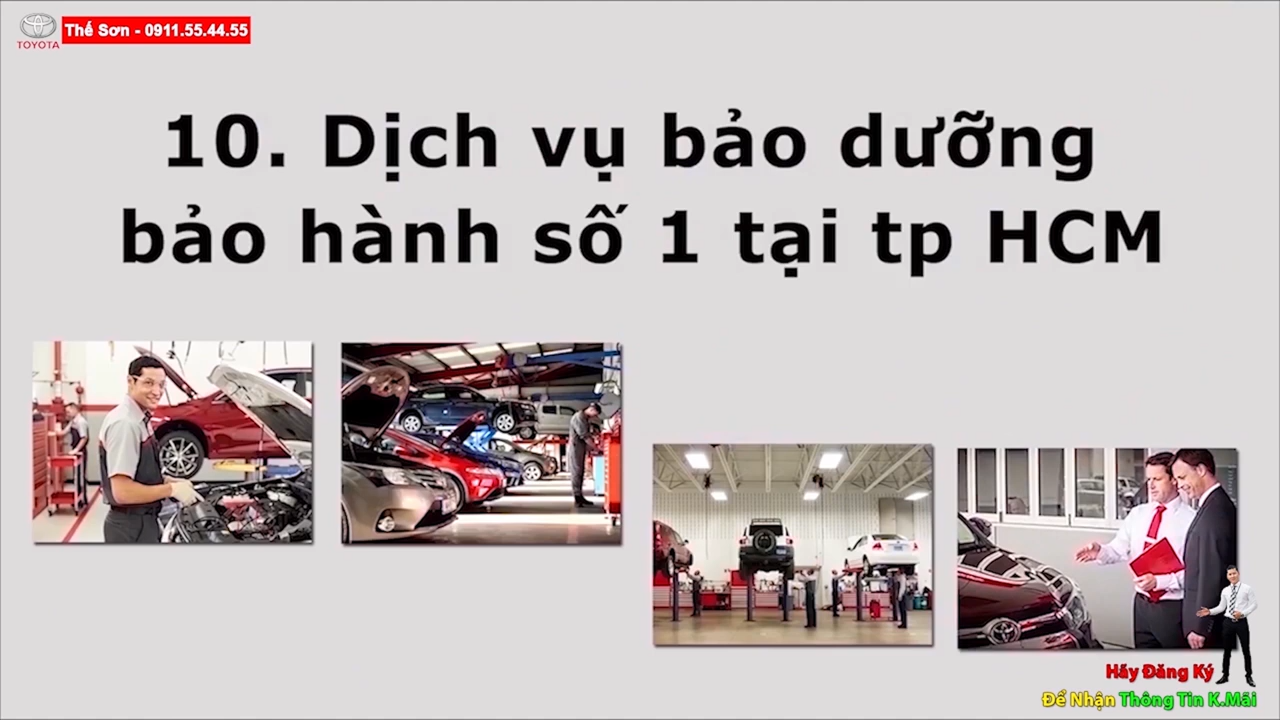 TOYOTA
Thế Sơn - 0911.55.44.55
10. Dịch vụ bảo dưỡng
bảo hành số 1 tại tp HCM
Hãy Đăng Ký
Để Nhận Thông Tin K.Mãi